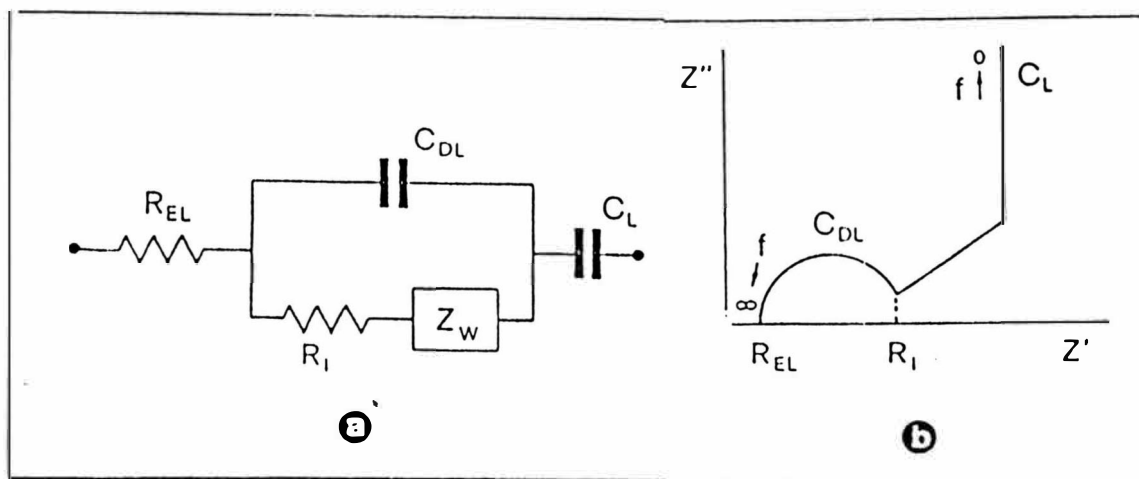 C_DL
R_EL
C_L
Z_W
R_I
a
Z''
f ↑ 0
C_L
C_DL
f
∞
R_EL
R_I
Z'
b